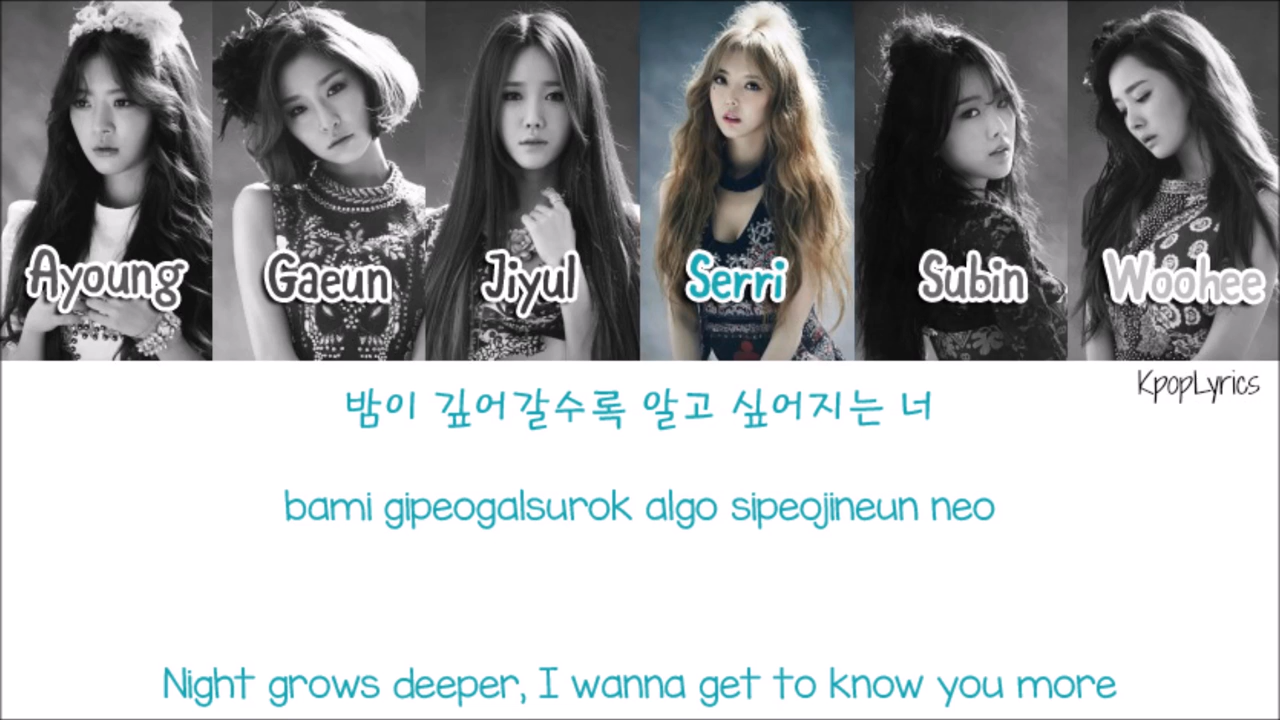 Ayoung
Gaeun
Jiyul
Serri
Subin
Woohee
KpopLyrics
밤이 깊어갈수록 알고 싶어지는 너
bami gipeogalsurok algo sipeojineun neo
Night grows deeper, I wanna get to know you more